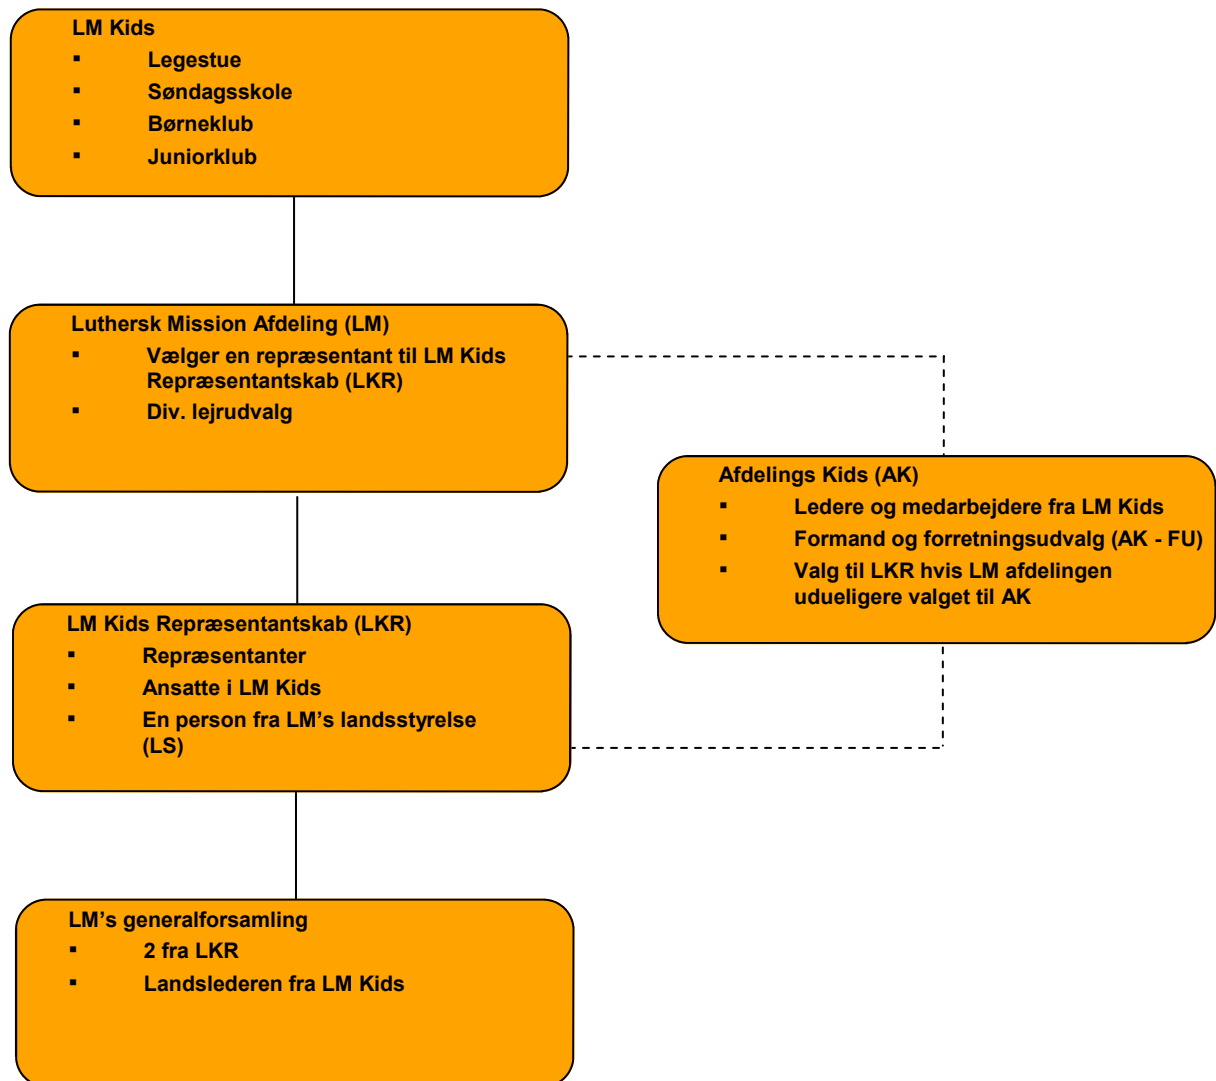 LM Kids
▪ Legestue
▪ Søndagsskole
▪ Børneklub
▪ Juniorklub
Luthersk Mission Afdeling (LM)
▪ Vælger en repræsentant til LM Kids
Repræsentantskab (LKR)
▪ Div. lejrudvalg
Afdelings Kids (AK)
▪ Ledere og medarbejdere fra LM Kids
▪ Formand og forretningsudvalg (AK - FU)
▪ Valg til LKR hvis LM afdelingen
udueligere valget til AK
LM Kids Repræsentantskab (LKR)
▪ Repræsentanter
▪ Ansatte i LM Kids
▪ En person fra LM’s landsstyrelse
(LS)
LM’s generalforsamling
▪ 2 fra LKR
▪ Landslederen fra LM Kids